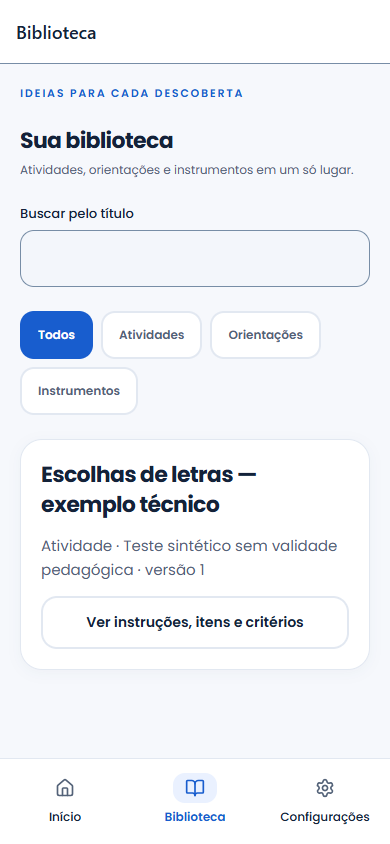 Biblioteca
IDEIAS PARA CADA DESCOBERTA
Sua biblioteca
Atividades, orientações e instrumentos em um só lugar.
Buscar pelo título
Todos
Atividades
Orientações
Instrumentos
Escolhas de letras —
exemplo técnico
Atividade · Teste sintético sem validade
pedagógica · versão 1
Ver instruções, itens e critérios
Início
Biblioteca
Configurações